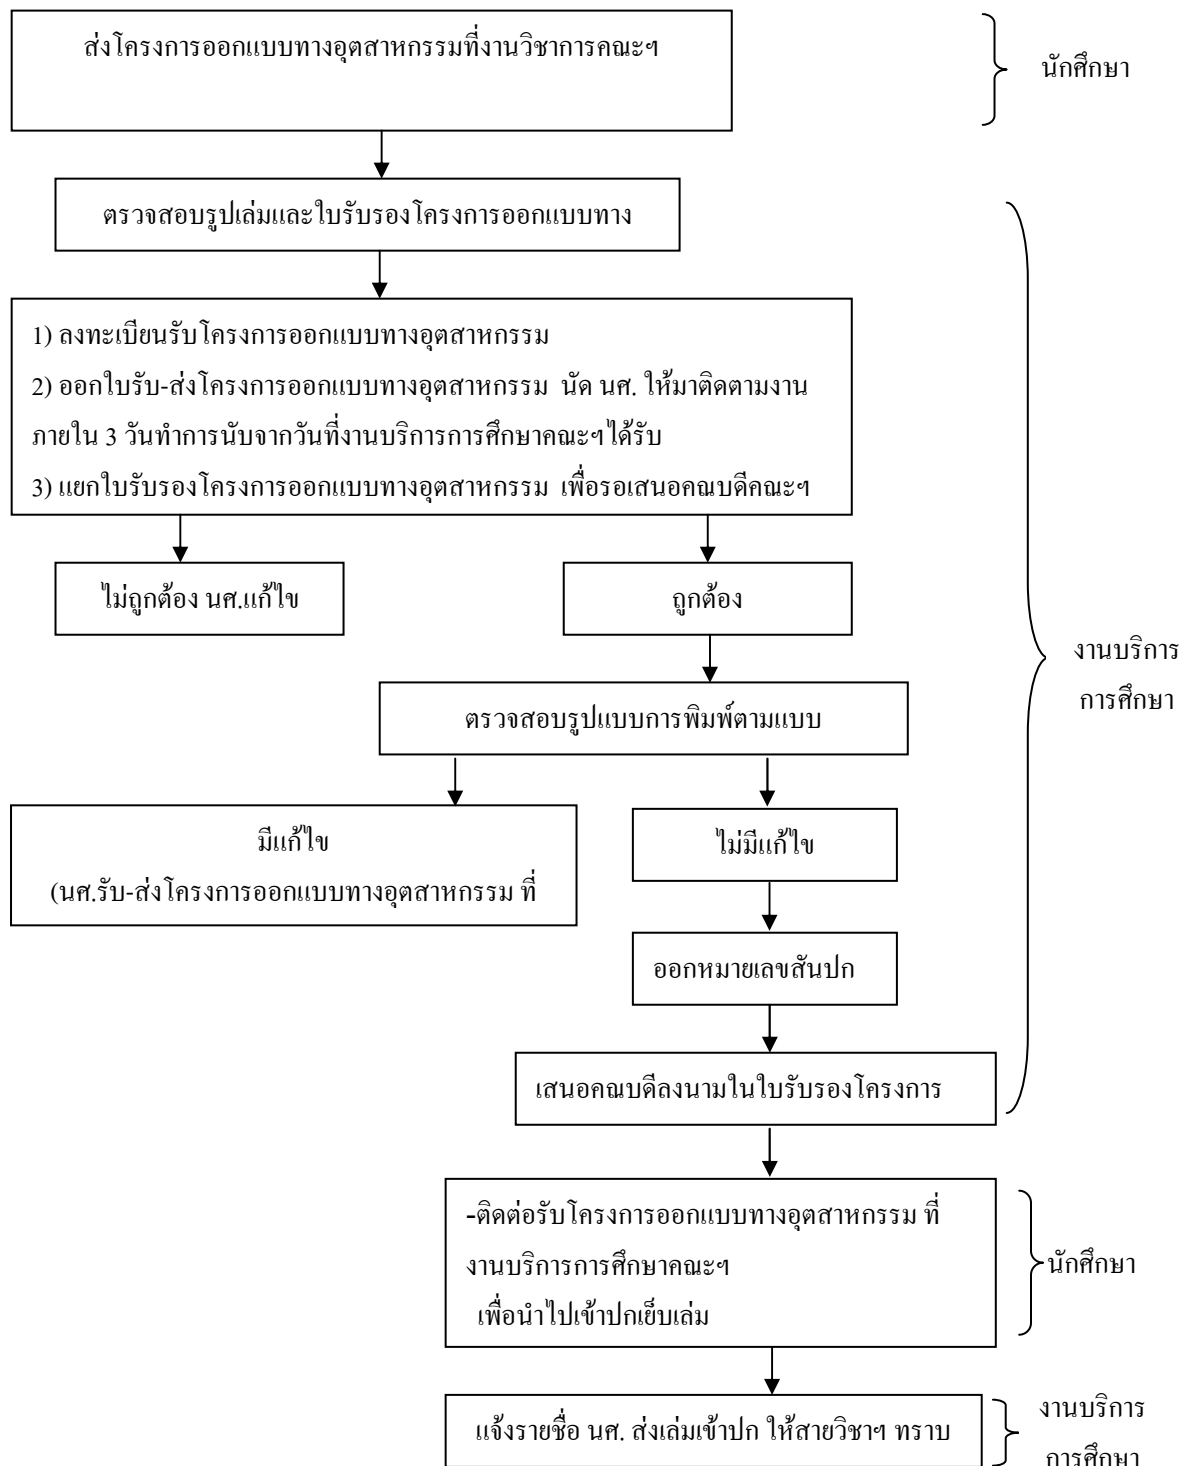 ส่งโครงการออกแบบทางอุตสาหกรรมที่งานวิชาการคณะฯ
นักศึกษา
ตรวจสอบรูปเล่มและใบรับรองโครงการออกแบบทาง
1) ลงทะเบียนรับโครงการออกแบบทางอุตสาหกรรม
2) ออกใบรับ-ส่งโครงการออกแบบทางอุตสาหกรรม นัด นศ. ให้มาติดตามงาน
ภายใน 3 วันทำการนับจากวันที่งานบริการการศึกษาคณะฯได้รับ
3) แยกใบรับรองโครงการออกแบบทางอุตสาหกรรม เพื่อรอเสนอคณบดีคณะฯ
ไม่ถูกต้อง นศ.แก้ไข
ถูกต้อง
งานบริการ
การศึกษา
ตรวจสอบรูปแบบการพิมพ์ตามแบบ
มีแก้ไข
(นศ.รับ-ส่งโครงการออกแบบทางอุตสาหกรรม ที่
ไม่มีแก้ไข
ออกหมายเลขสันปก
เสนอคณบดีลงนามในใบรับรองโครงการ
-ติดต่อรับโครงการออกแบบทางอุตสาหกรรม ที่
งานบริการการศึกษาคณะฯ
เพื่อนำไปเข้าปกเย็บเล่ม
นักศึกษา
แจ้งรายชื่อ นศ. ส่งเล่มเข้าปก ให้สายวิชาฯ ทราบ
งานบริการ
การศึกษา